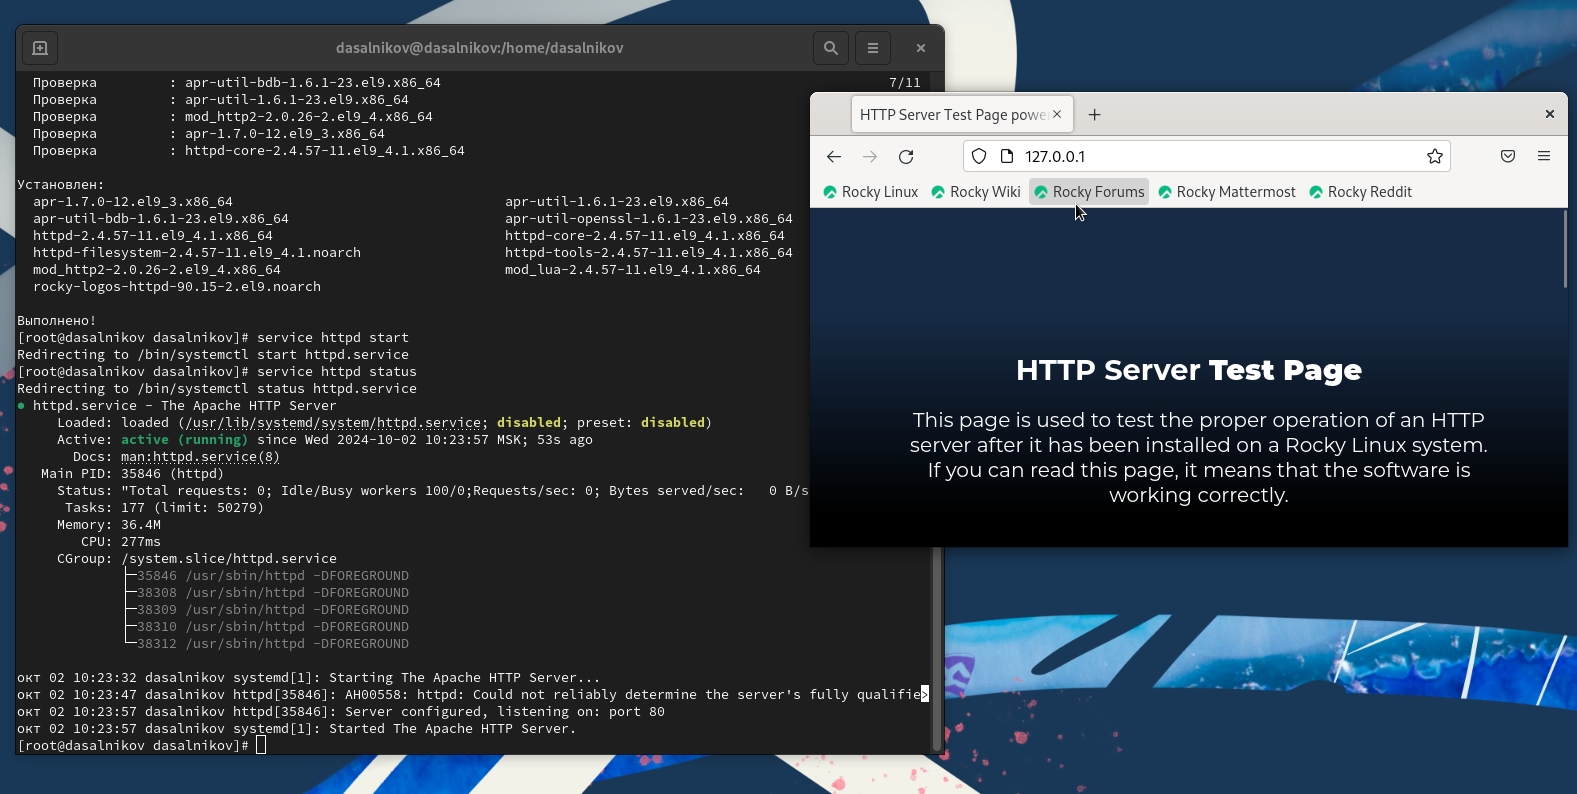 dasalnikov@dasalnikov:/home/dasalnikov
Проверка : apr-util-bdb-1.6.1-23.el9.x86_64 7/11
Проверка : apr-util-1.6.1-23.el9.x86_64
Проверка : mod_http2-2.0.26-2.el9_4.x86_64
Проверка : apr-1.7.0-12.el9_3.x86_64
Проверка : httpd-core-2.4.57-11.el9_4.1.x86_64
Установлен:
apr-1.7.0-12.el9_3.x86_64 apr-util-1.6.1-23.el9.x86_64
apr-util-bdb-1.6.1-23.el9.x86_64 apr-util-openssl-1.6.1-23.el9.x86_64
httpd-2.4.57-11.el9_4.1.x86_64 httpd-core-2.4.57-11.el9_4.1.x86_64
httpd-filesystem-2.4.57-11.el9_4.1.noarch httpd-tools-2.4.57-11.el9_4.1.x86_64
mod_http2-2.0.26-2.el9_4.x86_64 mod_lua-2.4.57-11.el9_4.1.x86_64
rocky-logos-httpd-90.15-2.el9.noarch
Выполнено!
[root@dasalnikov dasalnikov]# service httpd start
Redirecting to /bin/systemctl start httpd.service
[root@dasalnikov dasalnikov]# service httpd status
Redirecting to /bin/systemctl status httpd.service
● httpd.service - The Apache HTTP Server
Loaded: loaded (/usr/lib/systemd/system/httpd.service; disabled; preset: disabled)
Active: active (running) since Wed 2024-10-02 10:23:57 MSK; 53s ago
Docs: man:httpd.service(8)
Main PID: 35846 (httpd)
Status: "Total requests: 0; Idle/Busy workers 100/0;Requests/sec: 0; Bytes served/sec: 0 B/s
Tasks: 177 (limit: 50279)
Memory: 36.4M
CPU: 277ms
CGroup: /system.slice/httpd.service
├─35846 /usr/sbin/httpd -DFOREGROUND
├─38308 /usr/sbin/httpd -DFOREGROUND
├─38309 /usr/sbin/httpd -DFOREGROUND
├─38310 /usr/sbin/httpd -DFOREGROUND
└─38312 /usr/sbin/httpd -DFOREGROUND
окт 02 10:23:32 dasalnikov systemd[1]: Starting The Apache HTTP Server...
окт 02 10:23:47 dasalnikov httpd[35846]: AH00558: httpd: Could not reliably determine the server's fully qualifie>
окт 02 10:23:57 dasalnikov httpd[35846]: Server configured, listening on: port 80
окт 02 10:23:57 dasalnikov systemd[1]: Started The Apache HTTP Server.
[root@dasalnikov dasalnikov]#
HTTP Server Test Page powe
127.0.0.1
Rocky Linux Rocky Wiki Rocky Forums Rocky Mattermost Rocky Reddit
HTTP Server Test Page
This page is used to test the proper operation of an HTTP
server after it has been installed on a Rocky Linux system.
If you can read this page, it means that the software is
working correctly.